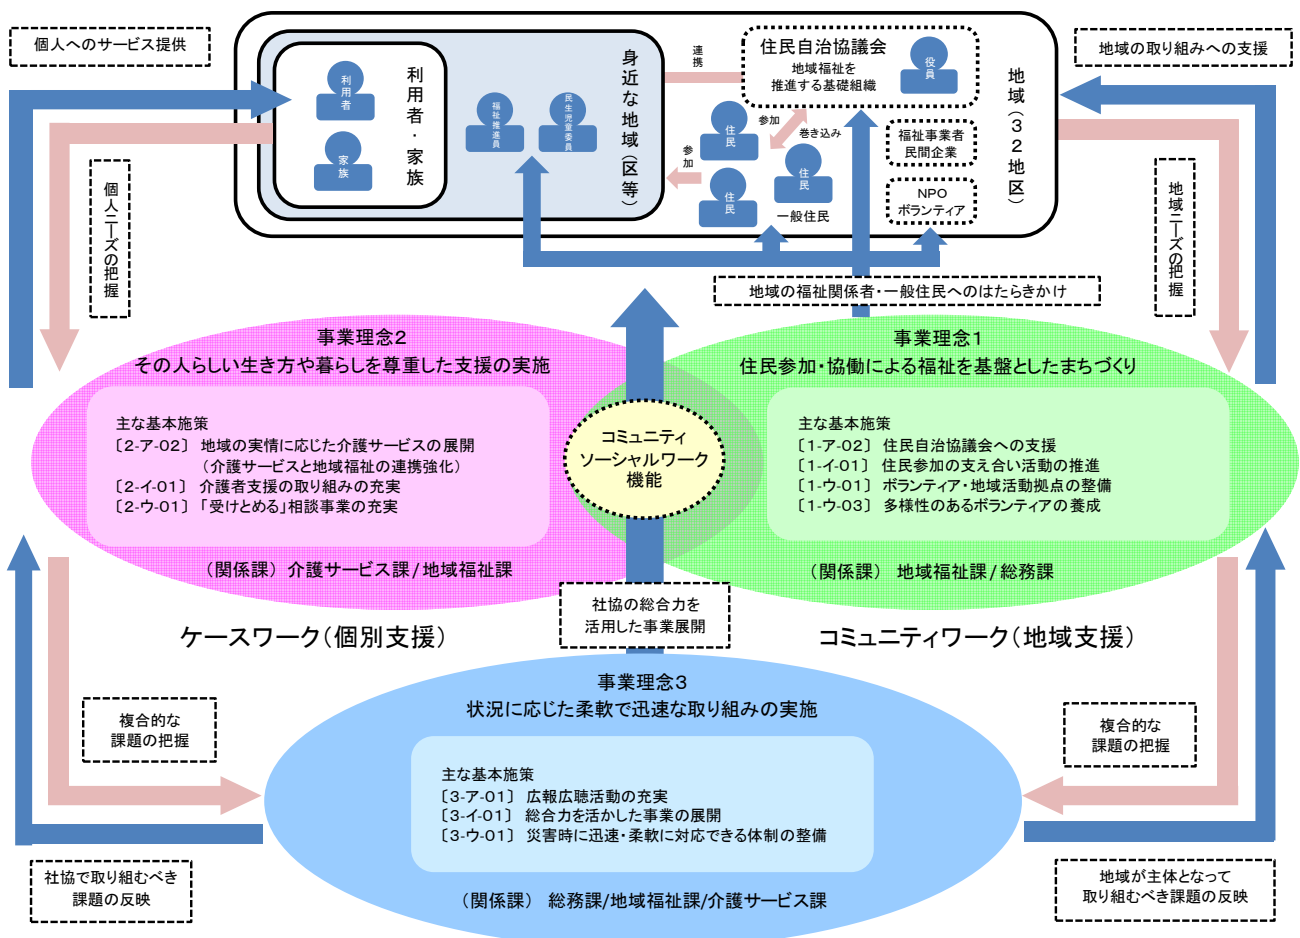 個人へのサービス提供
利用者
家族
利用者・家族
福祉推進員
民生児童委員
身近な地域（区等）
連携
住民自治協議会
地域福祉を
推進する基礎組織
役員
参加
巻き込み
住民
参加
住民
住民
一般住民
福祉事業者
民間企業
NPO
ボランティア
地域（３２地区）
地域の取り組みへの支援
個人ニーズの把握
地域ニーズの把握
地域の福祉関係者・一般住民へのはたらきかけ
事業理念２
その人らしい生き方や暮らしを尊重した支援の実施
主な基本施策
〔２-ア-０２〕 地域の実情に応じた介護サービスの展開
（介護サービスと地域福祉の連携強化）
〔２-イ-０１〕 介護者支援の取り組みの充実
〔２-ウ-０１〕 「受けとめる」相談事業の充実
（関係課） 介護サービス課/地域福祉課
コミュニティ
ソーシャルワーク
機能
事業理念１
住民参加・協働による福祉を基盤としたまちづくり
主な基本施策
〔１-ア-０２〕 住民自治協議会への支援
〔１-イ-０１〕 住民参加の支え合い活動の推進
〔１-ウ-０１〕 ボランティア・地域活動拠点の整備
〔１-ウ-０３〕 多様性のあるボランティアの養成
（関係課） 地域福祉課/総務課
社協の総合力を
活用した事業展開
ケースワーク（個別支援）
コミュニティワーク（地域支援）
事業理念３
状況に応じた柔軟で迅速な取り組みの実施
主な基本施策
〔３-ア-０１〕 広報広聴活動の充実
〔３-イ-０１〕 総合力を活かした事業の展開
〔３-ウ-０１〕 災害時に迅速・柔軟に対応できる体制の整備
（関係課） 総務課/地域福祉課/介護サービス課
複合的な
課題の把握
複合的な
課題の把握
社協で取り組むべき
課題の反映
地域が主体となって
取り組むべき課題の反映